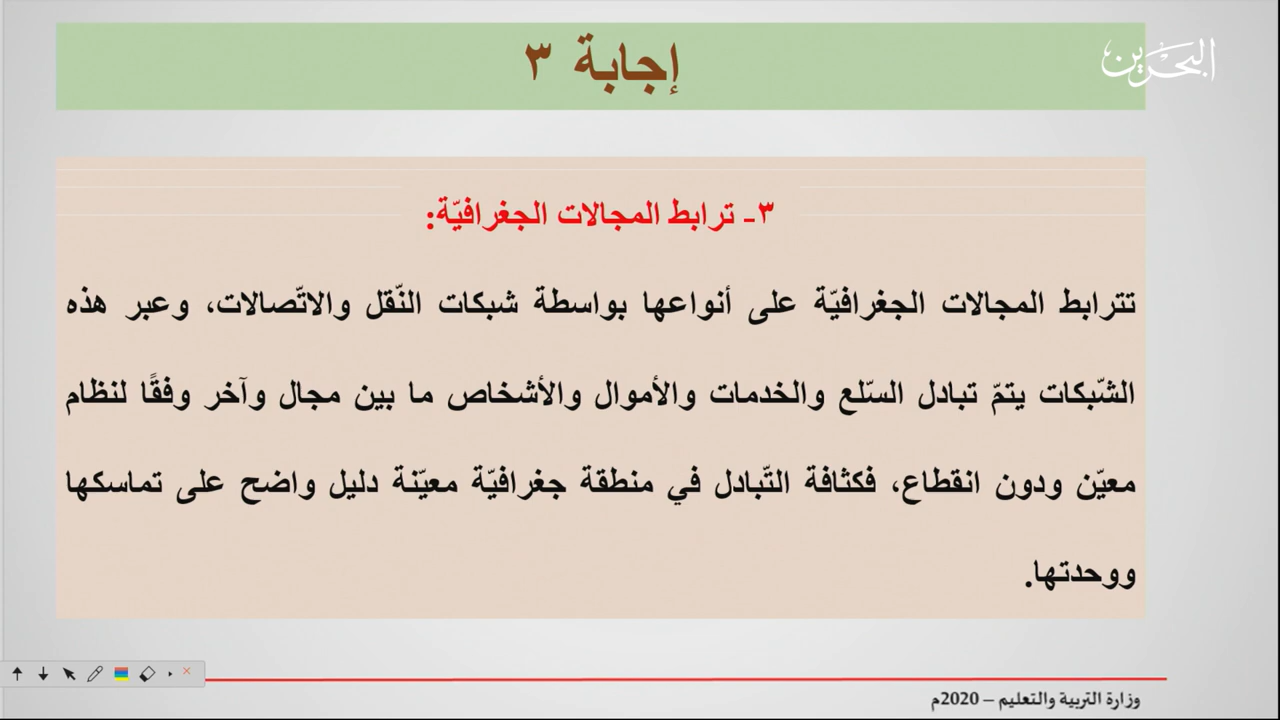 إجابة ٣
البحرين
٣- ترابط المجالات الجغرافيّة:
تترابط المجالات الجغرافيّة على أنواعها بواسطة شبكات النّقل والاتّصالات، وعبر هذه
الشّبكات يتمّ تبادل السّلع والخدمات والأموال والأشخاص ما بين مجال وآخر وفقًا لنظام
معيّن ودون انقطاع، فكثافة التّبادل في منطقة جغرافيّة معيّنة دليل واضح على تماسكها
ووحدتها.
وزارة التربية والتعليم – 2020م